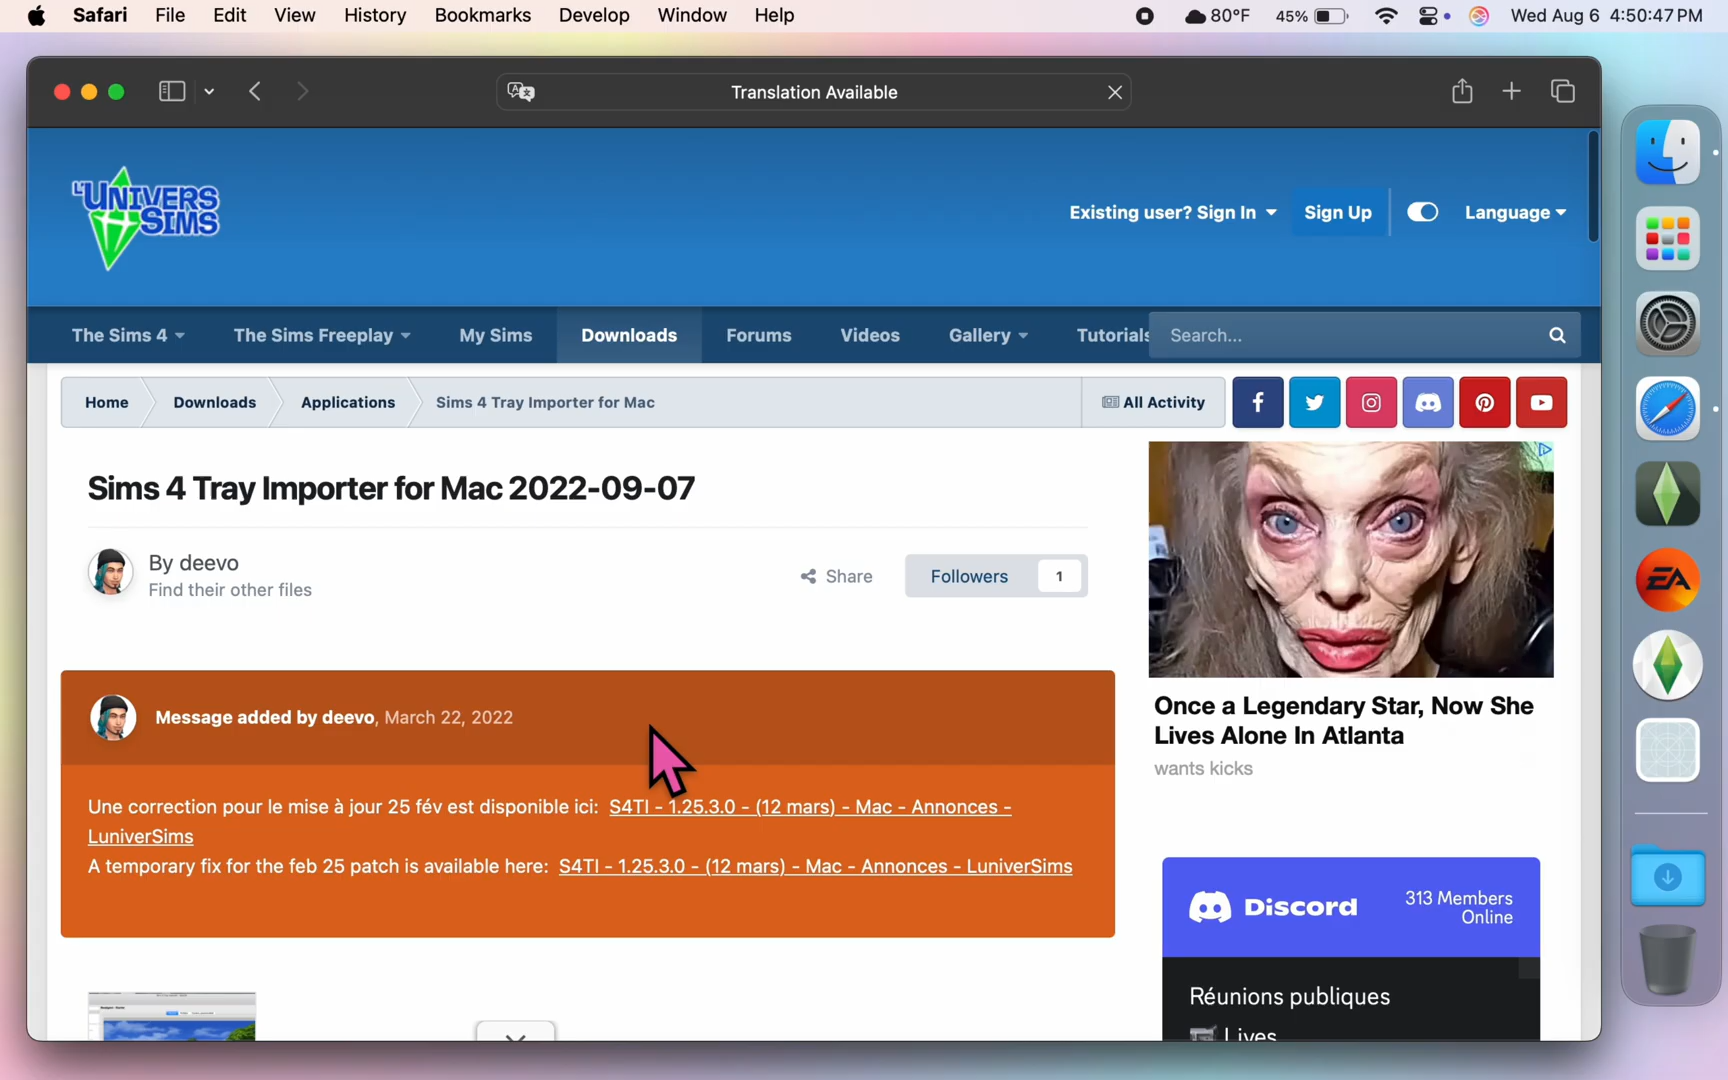 Safari File Edit View History Bookmarks Develop Window Help
80°F 45% Wed Aug 6 4:50:47 PM
Translation Available
L'UNIVERS
SIMS
Existing user? Sign In Sign Up Language
The Sims 4 The Sims Freeplay My Sims Downloads Forums Videos Gallery Tutorials Search...
Home Downloads Applications Sims 4 Tray Importer for Mac All Activity
Sims 4 Tray Importer for Mac 2022-09-07
By deevo
Find their other files
Share Followers 1
Message added by deevo, March 22, 2022
Une correction pour le mise à jour 25 fév est disponible ici: S4TI - 1.25.3.0 - (12 mars) - Mac - Annonces -
LuniverSims
A temporary fix for the feb 25 patch is available here: S4TI - 1.25.3.0 - (12 mars) - Mac - Annonces - LuniverSims
Once a Legendary Star, Now She
Lives Alone In Atlanta
wants kicks
Discord
313 Members
Online
Réunions publiques
Lives
EA